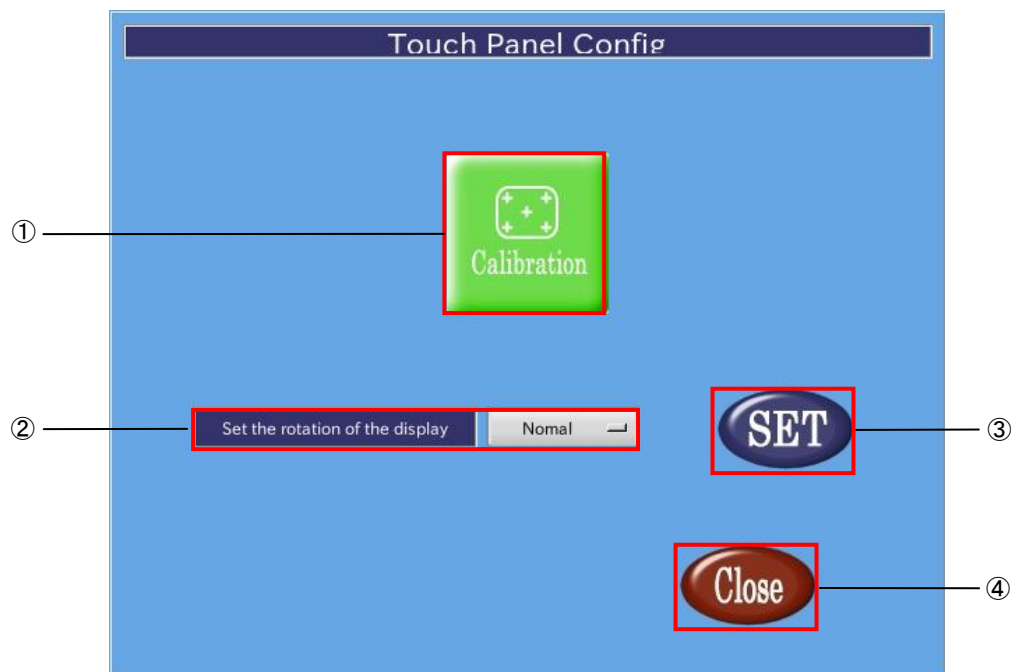 Touch Panel Config
①
Calibration
②
Set the rotation of the display
Nomal
SET
③
Close
④